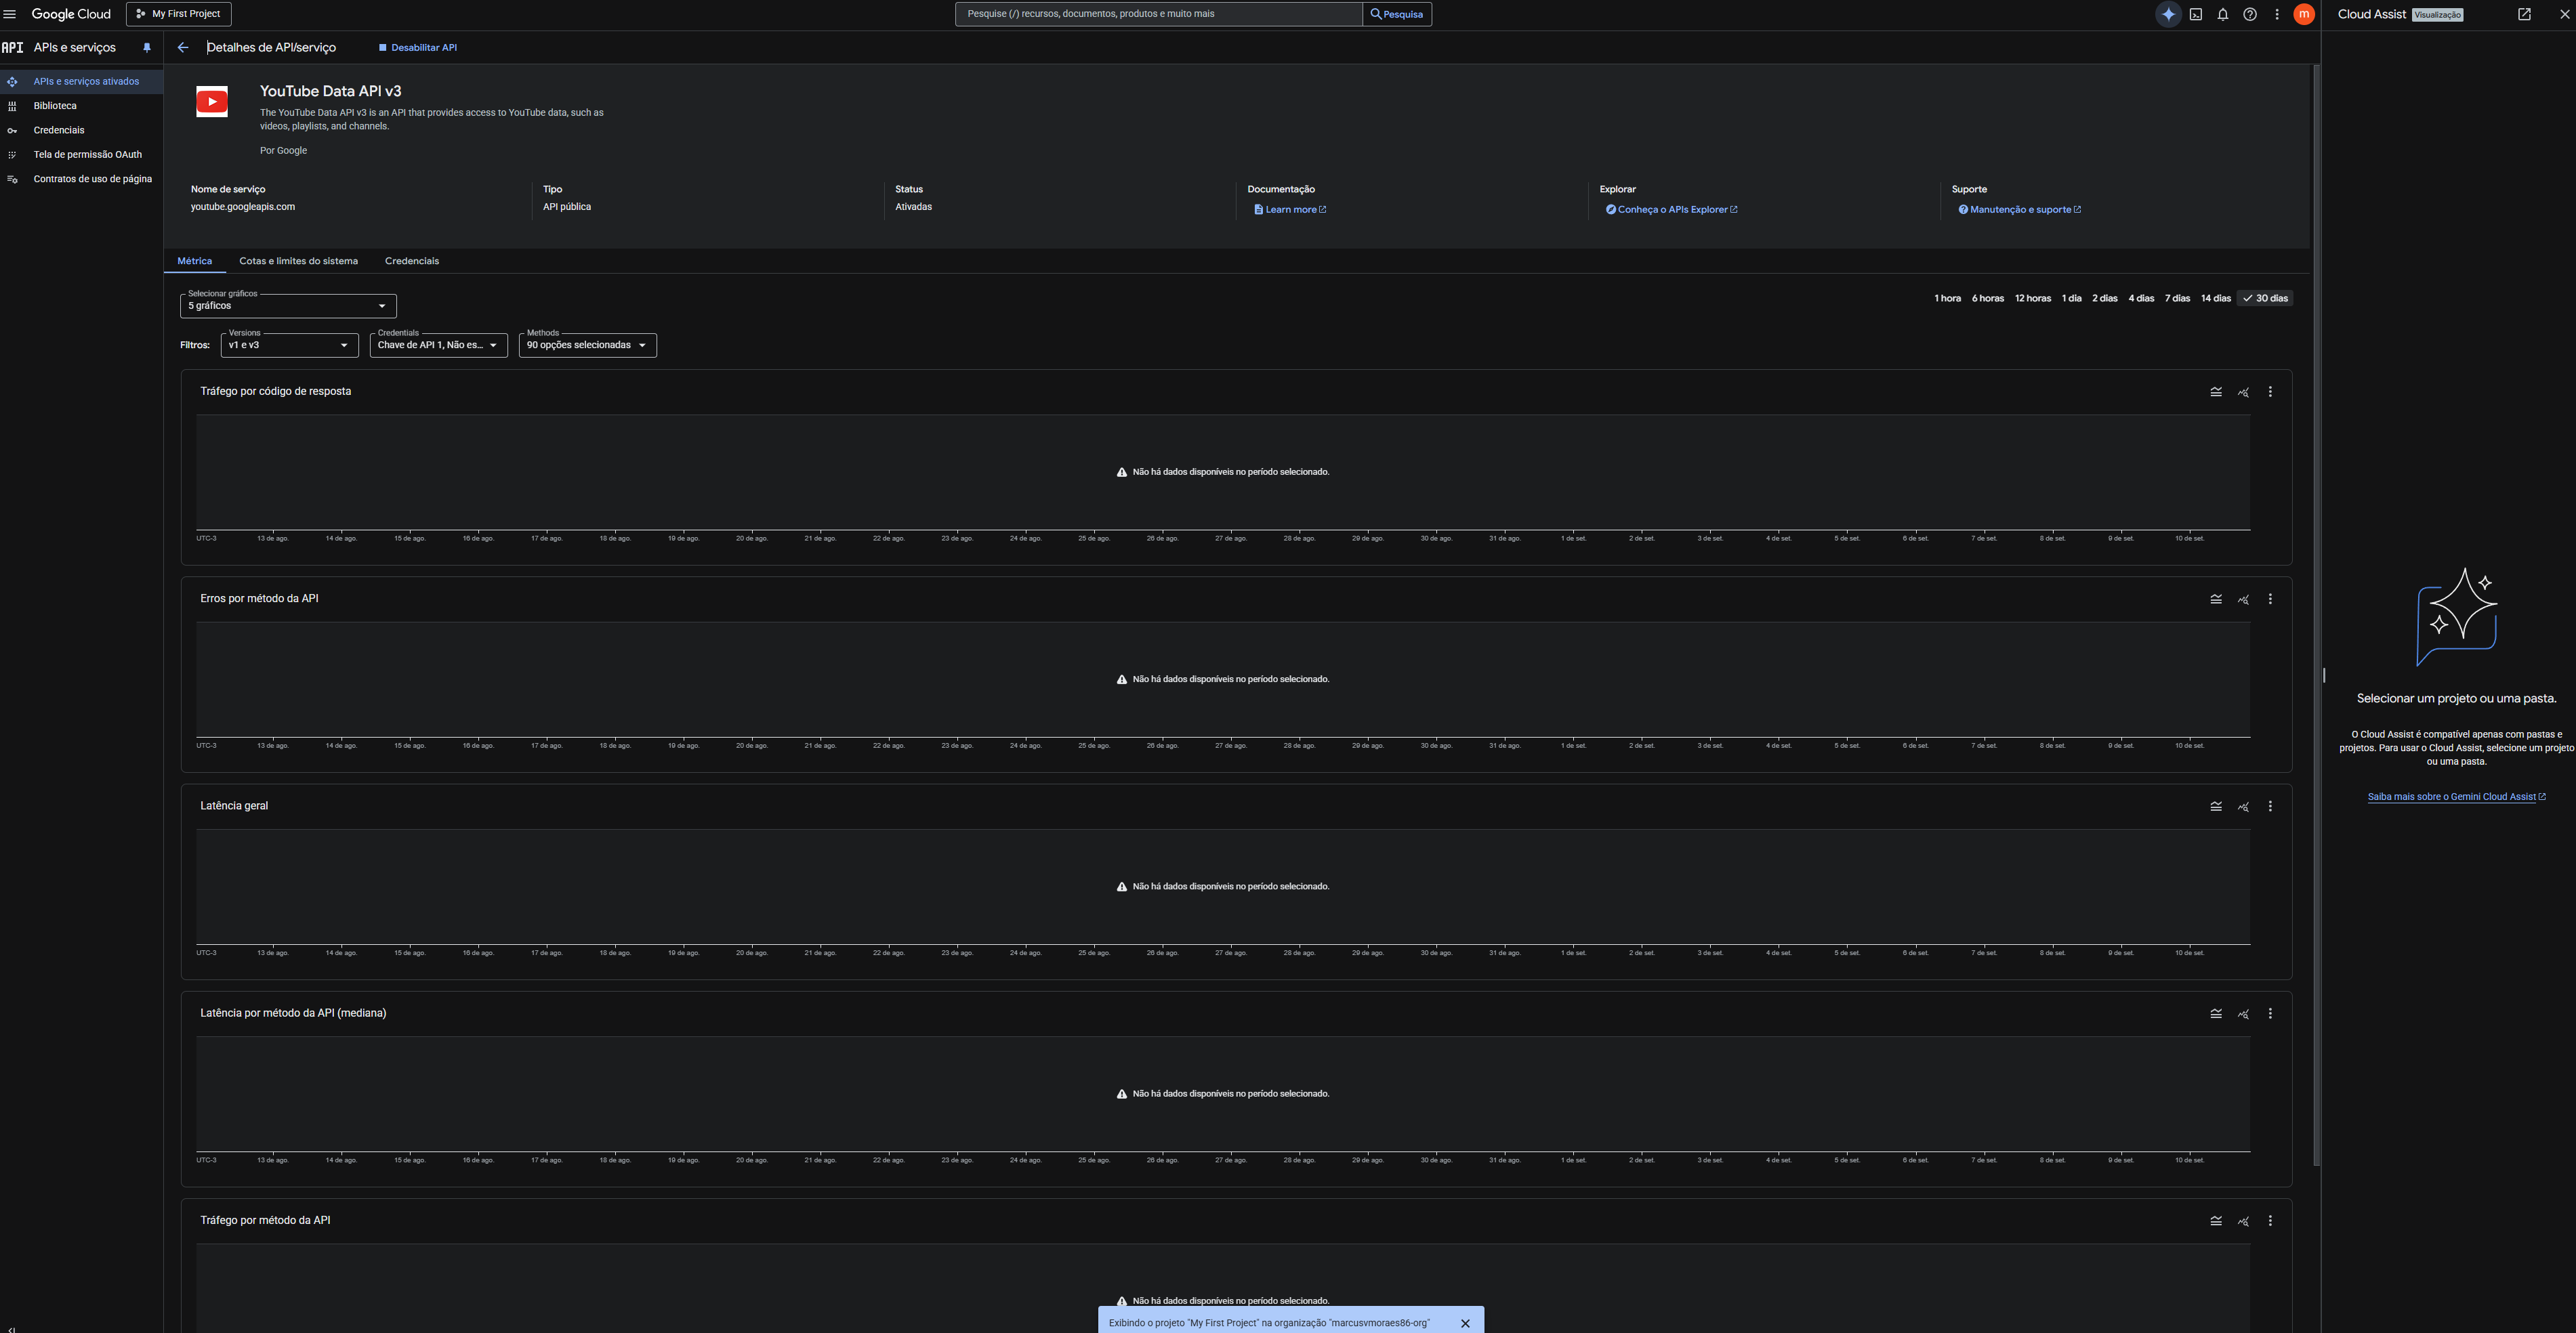 Google Cloud
My First Project
Pesquise (/) recursos, documentos, produtos e muito mais
Pesquisa
m
Cloud Assist
Visualização
API
APIs e serviços
Detalhes de API/serviço
Desabilitar API
APIs e serviços ativados
Biblioteca
Credenciais
Tela de permissão OAuth
Contratos de uso de página
YouTube Data API v3
The YouTube Data API v3 is an API that provides access to YouTube data, such as
videos, playlists, and channels.
Por Google
Nome de serviço
youtube.googleapis.com
Tipo
API pública
Status
Ativadas
Documentação
Learn more
Explorar
Conheça o APIs Explorer
Suporte
Manutenção e suporte
Métrica
Cotas e limites do sistema
Credenciais
Selecionar gráficos
5 gráficos
1 hora
6 horas
12 horas
1 dia
2 dias
4 dias
7 dias
14 dias
30 dias
Filtros:
Versions
v1 e v3
Credentials
Chave de API 1, Não es...
Methods
90 opções selecionadas
Tráfego por código de resposta
Não há dados disponíveis no período selecionado.
UTC-3 13 de ago. 14 de ago. 15 de ago. 16 de ago. 17 de ago. 18 de ago. 19 de ago. 20 de ago. 21 de ago. 22 de ago. 23 de ago. 24 de ago. 25 de ago. 26 de ago. 27 de ago. 28 de ago. 29 de ago. 30 de ago. 31 de ago. 1 de set. 2 de set. 3 de set. 4 de set. 5 de set. 6 de set. 7 de set. 8 de set. 9 de set. 10 de set.
Erros por método da API
Não há dados disponíveis no período selecionado.
UTC-3 13 de ago. 14 de ago. 15 de ago. 16 de ago. 17 de ago. 18 de ago. 19 de ago. 20 de ago. 21 de ago. 22 de ago. 23 de ago. 24 de ago. 25 de ago. 26 de ago. 27 de ago. 28 de ago. 29 de ago. 30 de ago. 31 de ago. 1 de set. 2 de set. 3 de set. 4 de set. 5 de set. 6 de set. 7 de set. 8 de set. 9 de set. 10 de set.
Latência geral
Não há dados disponíveis no período selecionado.
UTC-3 13 de ago. 14 de ago. 15 de ago. 16 de ago. 17 de ago. 18 de ago. 19 de ago. 20 de ago. 21 de ago. 22 de ago. 23 de ago. 24 de ago. 25 de ago. 26 de ago. 27 de ago. 28 de ago. 29 de ago. 30 de ago. 31 de ago. 1 de set. 2 de set. 3 de set. 4 de set. 5 de set. 6 de set. 7 de set. 8 de set. 9 de set. 10 de set.
Latência por método da API (mediana)
Não há dados disponíveis no período selecionado.
UTC-3 13 de ago. 14 de ago. 15 de ago. 16 de ago. 17 de ago. 18 de ago. 19 de ago. 20 de ago. 21 de ago. 22 de ago. 23 de ago. 24 de ago. 25 de ago. 26 de ago. 27 de ago. 28 de ago. 29 de ago. 30 de ago. 31 de ago. 1 de set. 2 de set. 3 de set. 4 de set. 5 de set. 6 de set. 7 de set. 8 de set. 9 de set. 10 de set.
Tráfego por método da API
Não há dados disponíveis no período selecionado.
Exibindo o projeto "My First Project" na organização "marcusvmoraes86-org"
Selecionar um projeto ou uma pasta.
O Cloud Assist é compatível apenas com pastas e
projetos. Para usar o Cloud Assist, selecione um projeto
ou uma pasta.
Saiba mais sobre o Gemini Cloud Assist